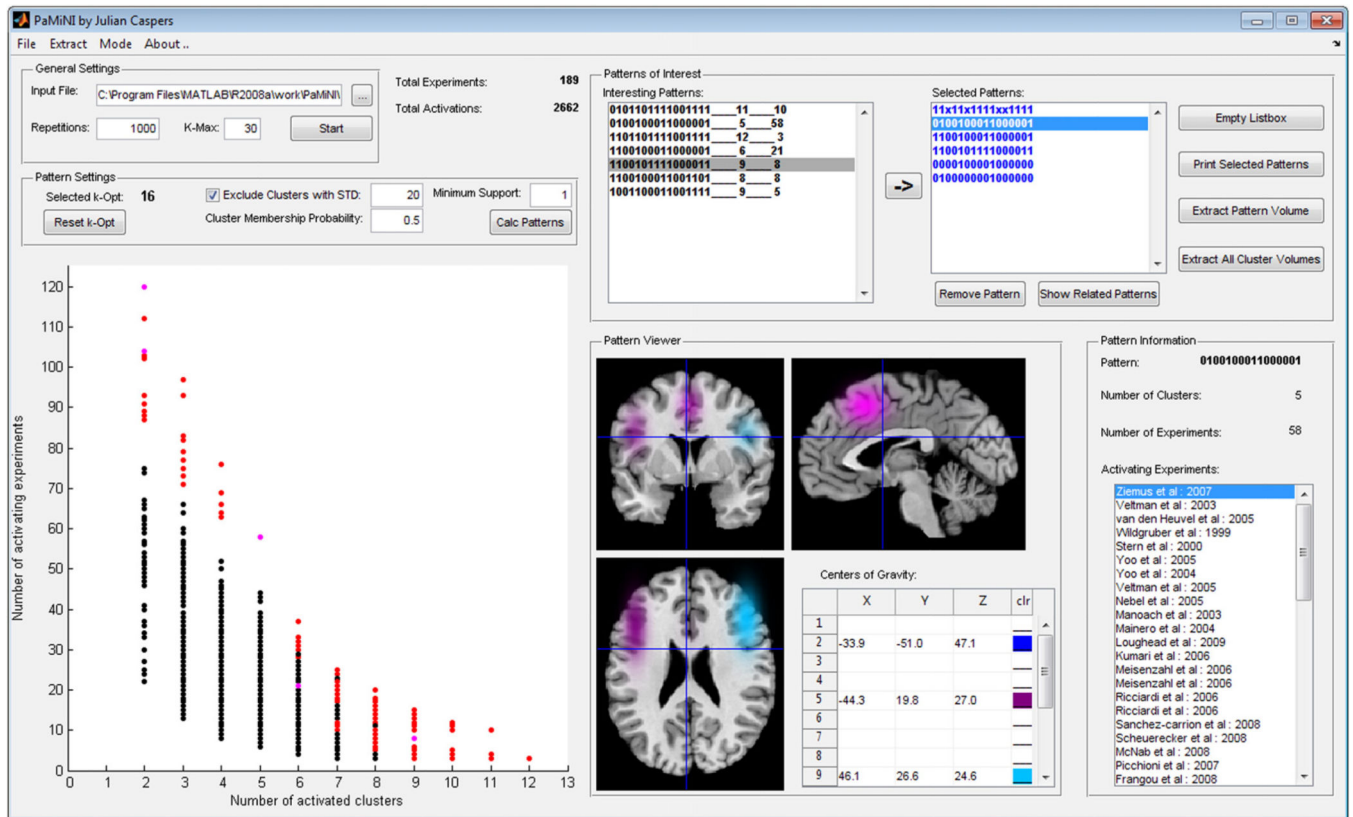 PaMiNI by Julian Caspers
File Extract Mode About ..
General Settings
Input File: C:\Program Files\MATLAB\R2008a\work\PaMiNI\ ...
Repetitions: 1000 K-Max: 30 Start
Total Experiments: 189
Total Activations: 2662
Pattern Settings
Selected k-Opt: 16 Exclude Clusters with STD: 20 Minimum Support: 1
Reset k-Opt Cluster Membership Probability: 0.5 Calc Patterns
Patterns of Interest
Interesting Patterns:
0101101111001111____11____10
0100100011000001____5____58
1101101111001111____12____3
1100100011000001____6____21
1100101111000011____9____8
1100100011001101____8____8
1001100011001111____9____5
->
Selected Patterns:
11x11x1111xx1111
0100100011000001
1100100011000001
1100101111000011
0000100001000000
0100000001000000
Remove Pattern Show Related Patterns
Empty Listbox
Print Selected Patterns
Extract Pattern Volume
Extract All Cluster Volumes
Number of activating experiments
120
110
100
90
80
70
60
50
40
30
20
10
0
0 1 2 3 4 5 6 7 8 9 10 11 12 13
Number of activated clusters
Pattern Viewer
Centers of Gravity:
X Y Z clr
1
2 -33.9 -51.0 47.1
3
4
5 -44.3 19.8 27.0
6
7
8
9 46.1 26.6 24.6
Pattern Information
Pattern: 0100100011000001
Number of Clusters: 5
Number of Experiments: 58
Activating Experiments:
Ziemus et al : 2007
Veltman et al : 2003
van den Heuvel et al : 2005
Wildgruber et al : 1999
Stern et al : 2000
Yoo et al : 2005
Yoo et al : 2004
Veltman et al : 2005
Nebel et al : 2005
Manoach et al : 2003
Mainero et al : 2004
Loughead et al : 2009
Kumari et al : 2006
Meisenzahl et al : 2006
Meisenzahl et al : 2006
Ricciardi et al : 2006
Ricciardi et al : 2006
Sanchez-carrion et al : 2008
Scheuerecker et al : 2008
McNab et al : 2008
Picchioni et al : 2007
Frangou et al : 2008